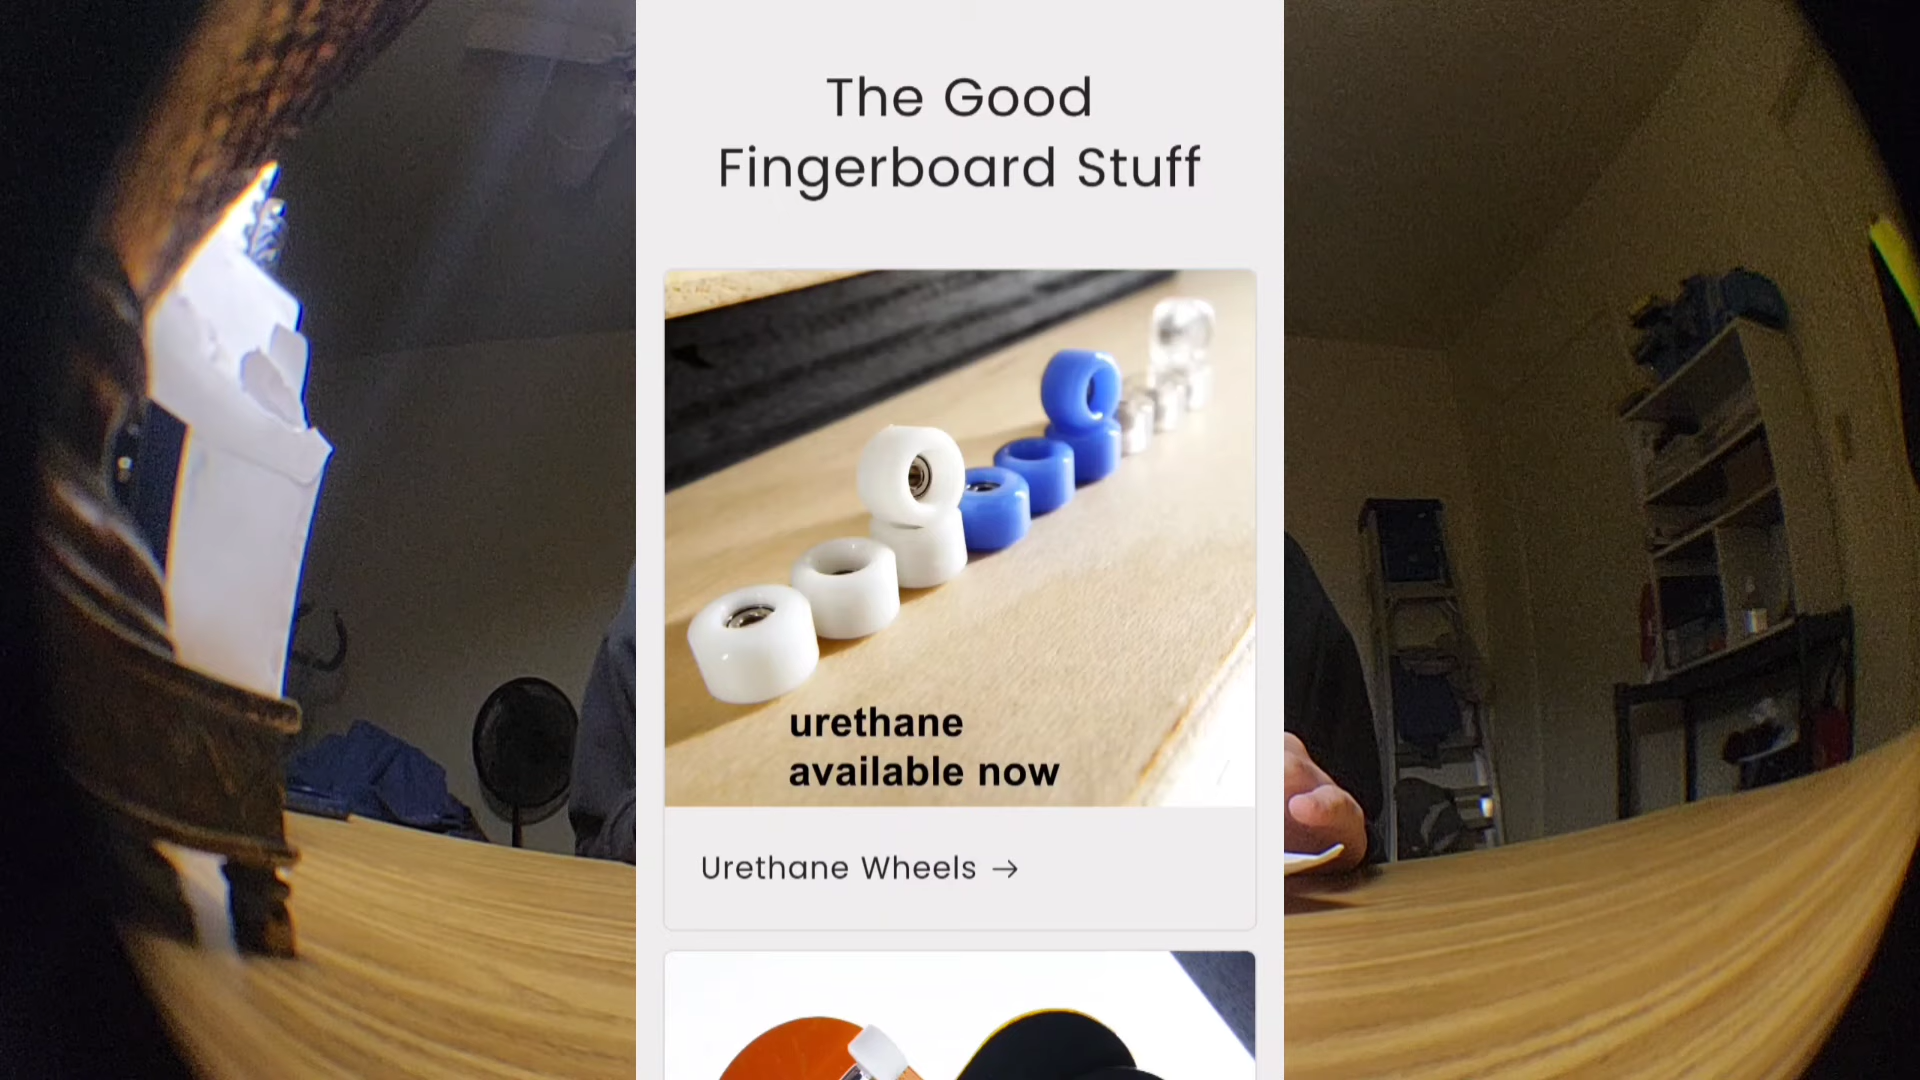 The Good
Fingerboard Stuff
urethane
available now
Urethane Wheels →